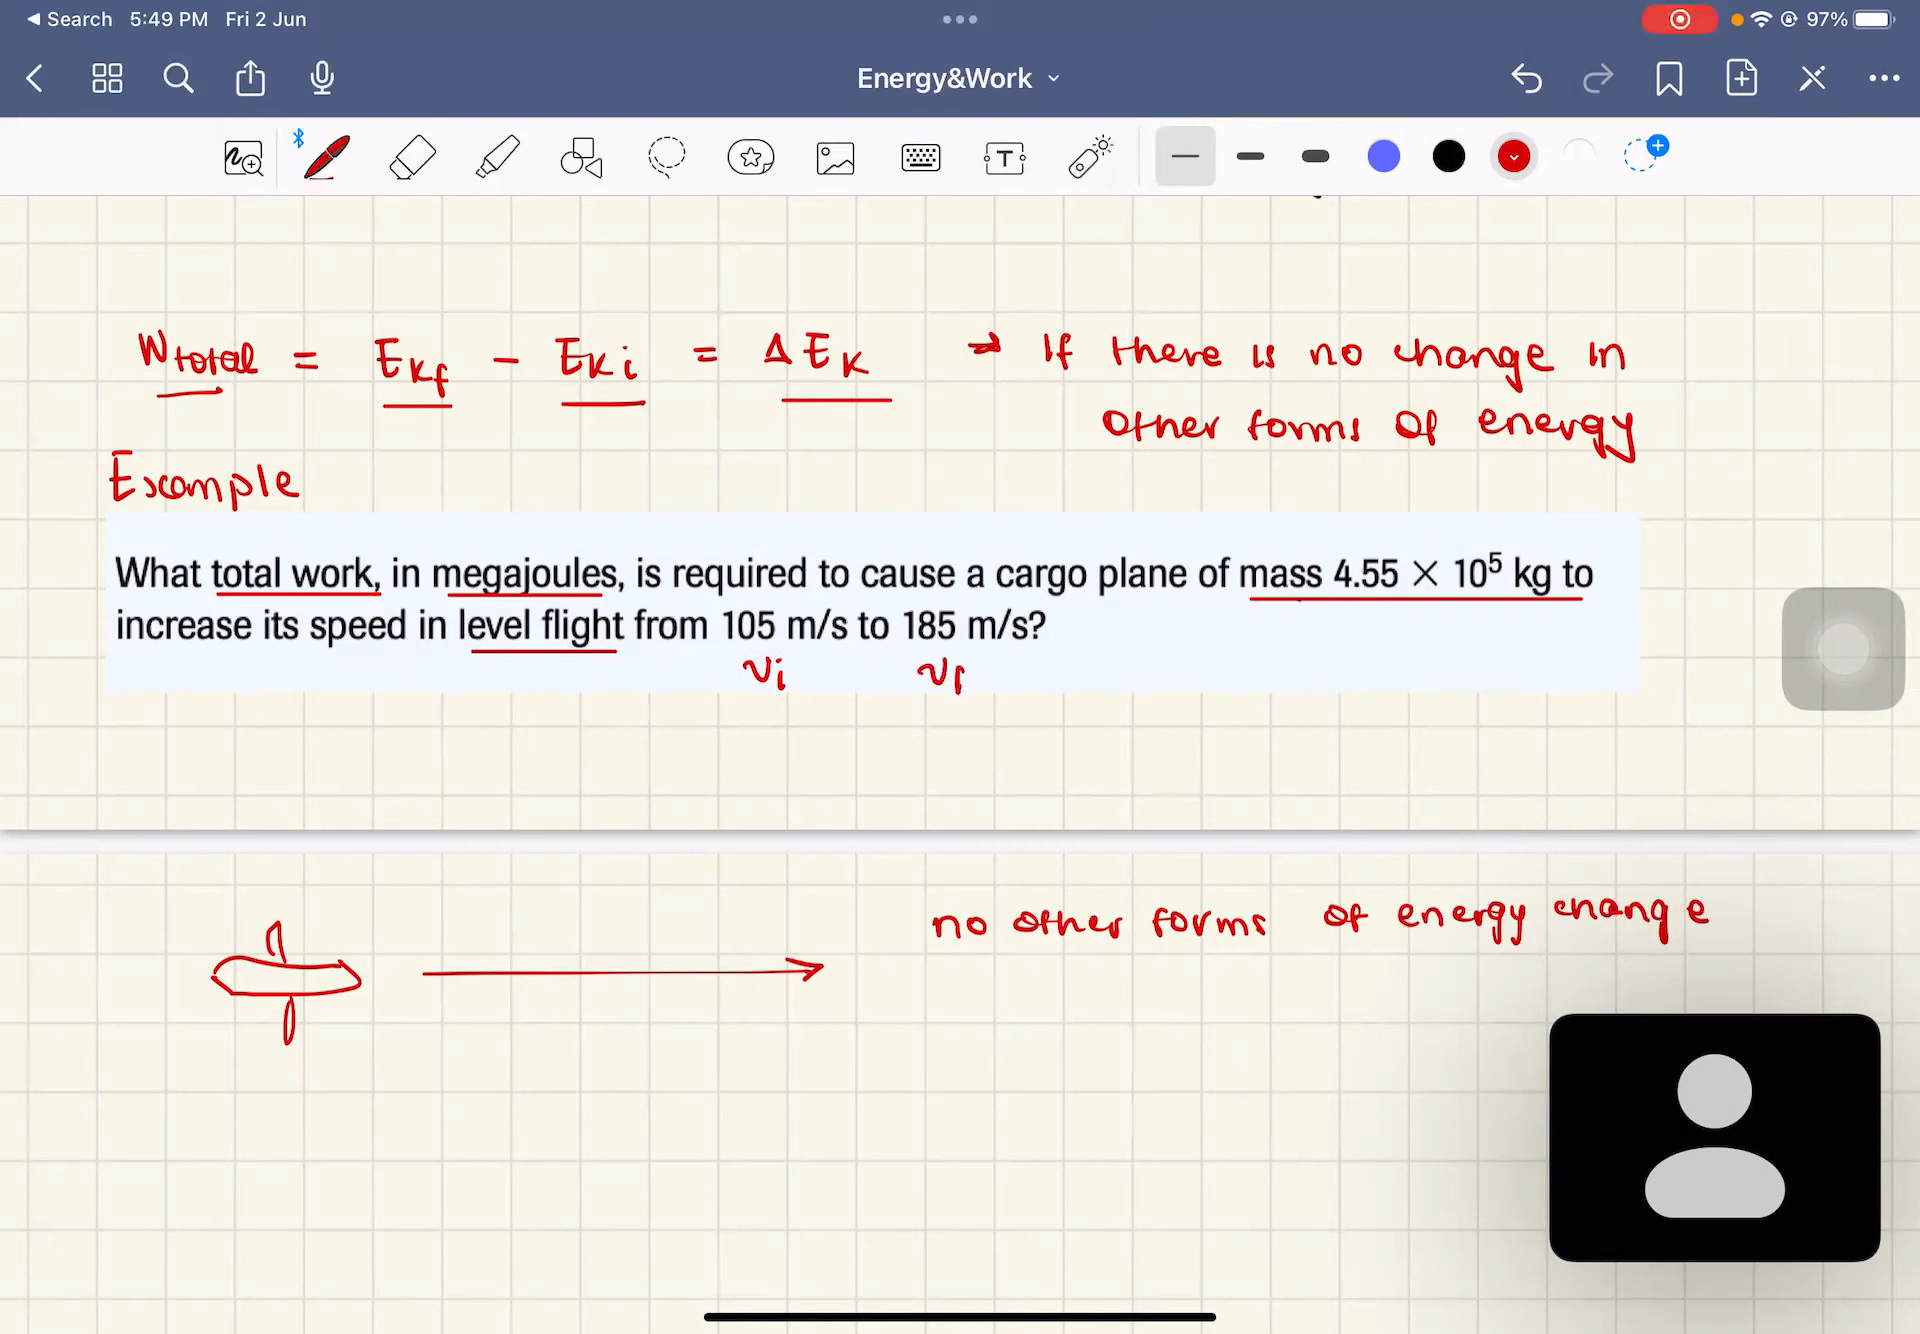 Search 5:49 PM Fri 2 Jun 97%
Energy&Work
T
W total = E Kf - E Ki = Δ E K → If there is no change in
other forms of energy
Example
What total work, in megajoules, is required to cause a cargo plane of mass 4.55 × 10⁵ kg to
increase its speed in level flight from 105 m/s to 185 m/s?
vi vf
no other forms of energy change